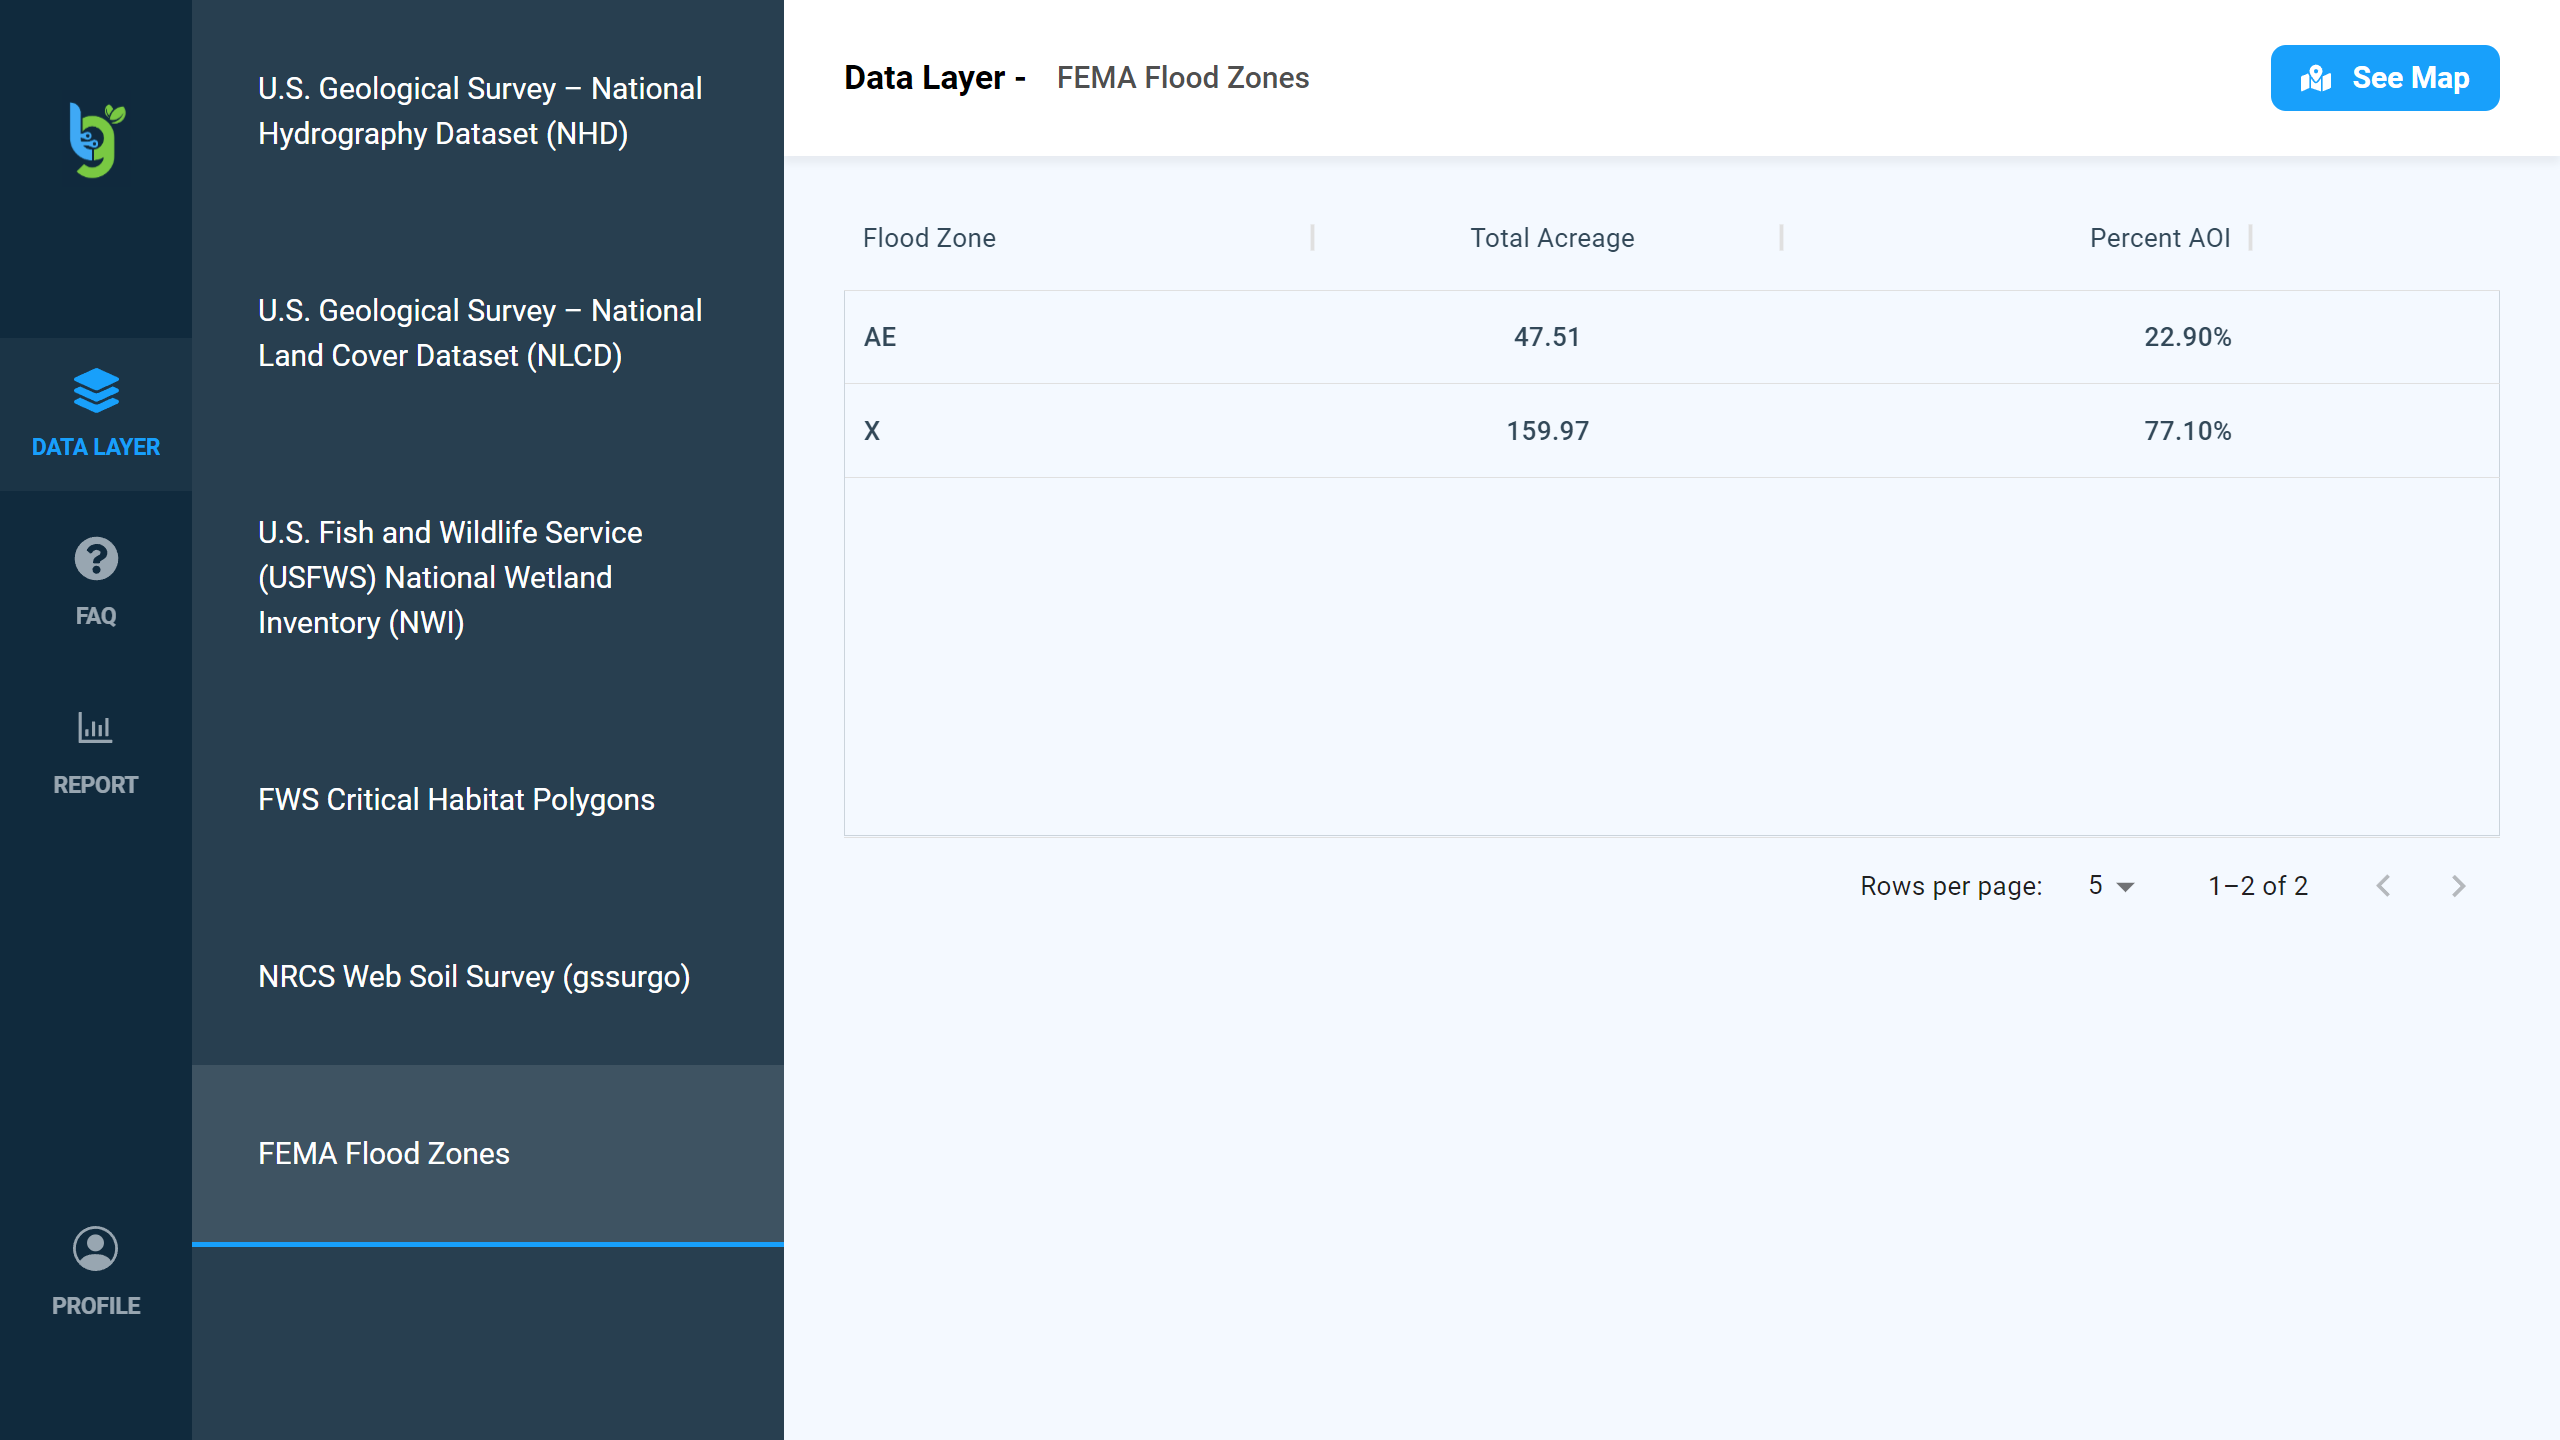 DATA LAYER
FAQ
REPORT
PROFILE
U.S. Geological Survey – National
Hydrography Dataset (NHD)
U.S. Geological Survey – National
Land Cover Dataset (NLCD)
U.S. Fish and Wildlife Service
(USFWS) National Wetland
Inventory (NWI)
FWS Critical Habitat Polygons
NRCS Web Soil Survey (gssurgo)
FEMA Flood Zones
Data Layer - FEMA Flood Zones
See Map
Flood Zone Total Acreage Percent AOI
AE 47.51 22.90%
X 159.97 77.10%
Rows per page: 5 1–2 of 2